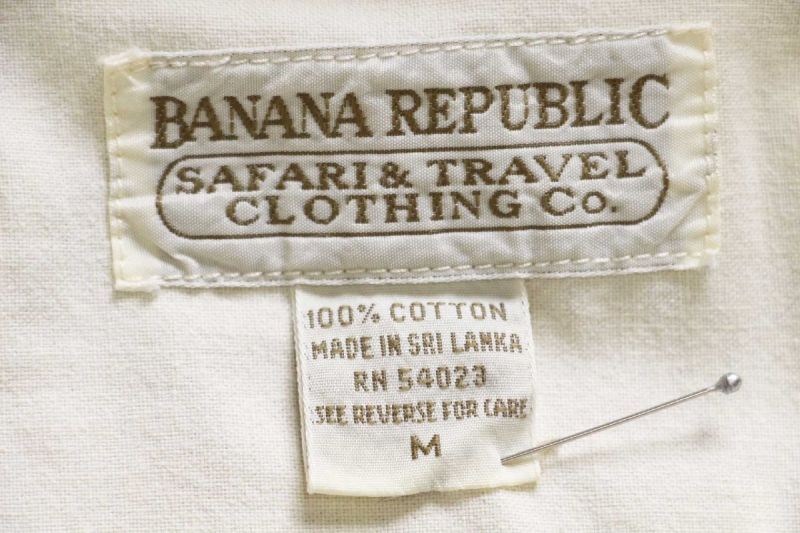 BANANA REPUBLIC
SAFARI & TRAVEL
CLOTHING CO.
100% COTTON
MADE IN SRI LANKA
RN 54023
SEE REVERSE FOR CARE
M